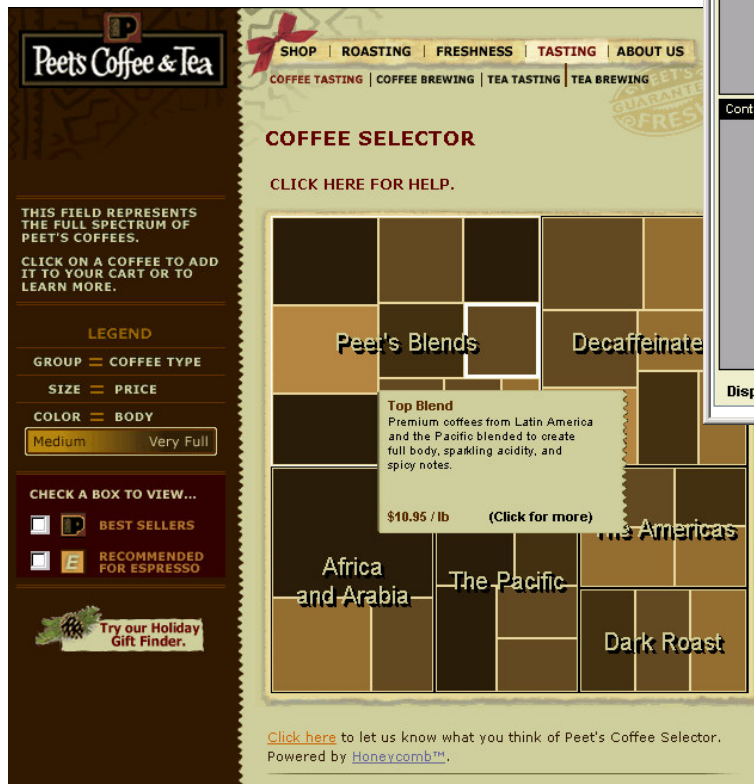 Peet's Coffee & Tea
SHOP | ROASTING | FRESHNESS | TASTING | ABOUT US
COFFEE TASTING | COFFEE BREWING | TEA TASTING | TEA BREWING
PEET'S
GUARANTE
FRES
COFFEE SELECTOR
CLICK HERE FOR HELP.
THIS FIELD REPRESENTS
THE FULL SPECTRUM OF
PEET'S COFFEES.
CLICK ON A COFFEE TO ADD
IT TO YOUR CART OR TO
LEARN MORE.
LEGEND
GROUP = COFFEE TYPE
SIZE = PRICE
COLOR = BODY
Medium Very Full
CHECK A BOX TO VIEW...
BEST SELLERS
E RECOMMENDED
FOR ESPRESSO
Try our Holiday
Gift Finder.
Peet's Blends
Decaffeinate
Top Blend
Premium coffees from Latin America
and the Pacific blended to create
full body, sparkling acidity, and
spicy notes.
$10.95 / lb (Click for more)
The Americas
Africa
and Arabia
The Pacific
Dark Roast
Click here to let us know what you think of Peet's Coffee Selector.
Powered by Honeycomb™.
Cont
Disp